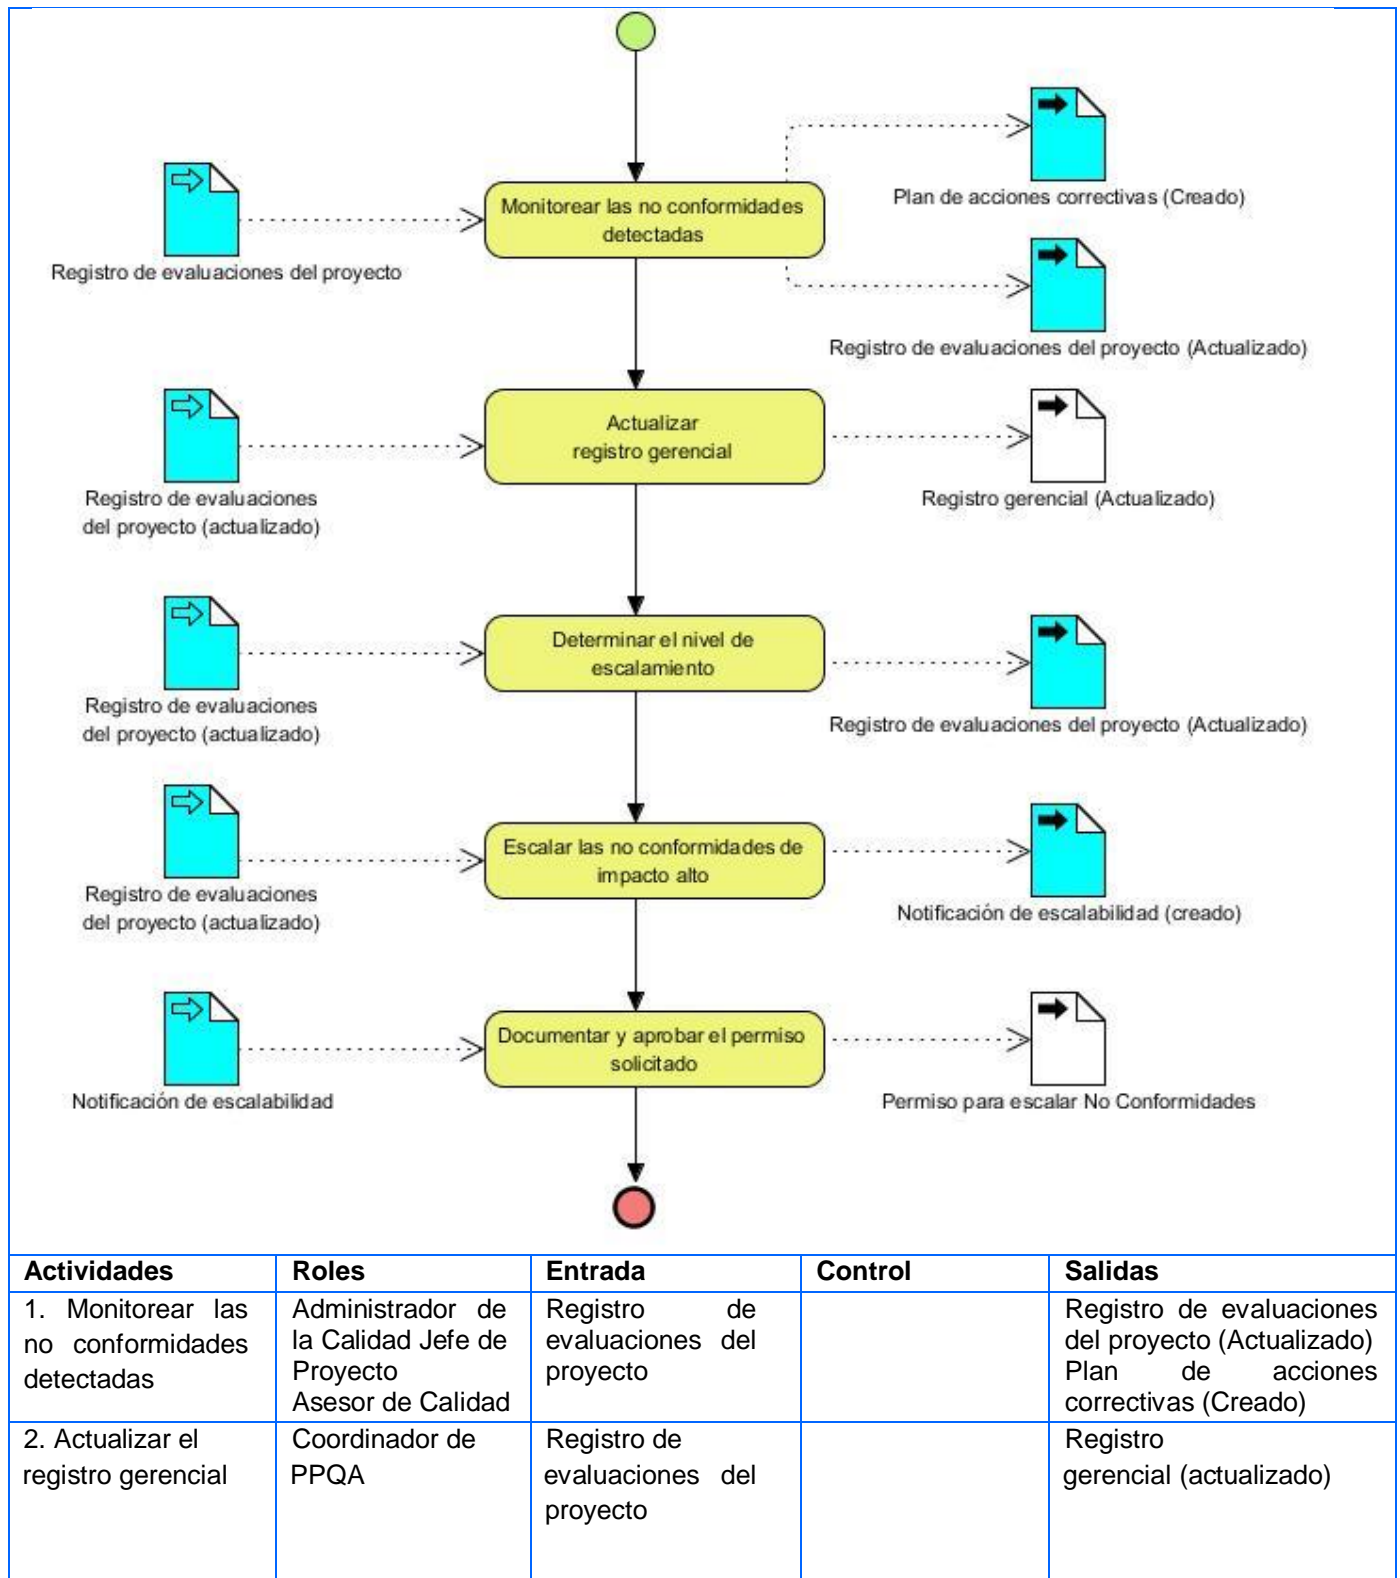 Plan de acciones correctivas (Creado)
Monitorear las no conformidades
detectadas
Registro de evaluaciones del proyecto
Registro de evaluaciones del proyecto (Actualizado)
Actualizar
registro gerencial
Registro de evaluaciones
del proyecto (actualizado)
Registro gerencial (Actualizado)
Determinar el nivel de
escalamiento
Registro de evaluaciones
del proyecto (actualizado)
Registro de evaluaciones del proyecto (Actualizado)
Escalar las no conformidades de
impacto alto
Registro de evaluaciones
del proyecto (actualizado)
Notificación de escalabilidad (creado)
Documentar y aprobar el permiso
solicitado
Notificación de escalabilidad
Permiso para escalar No Conformidades
Actividades Roles Entrada Control Salidas
1. Monitorear las
no conformidades
detectadas
Administrador de
la Calidad Jefe de
Proyecto
Asesor de Calidad
Registro de
evaluaciones del
proyecto
Registro de evaluaciones
del proyecto (Actualizado)
Plan de acciones
correctivas (Creado)
2. Actualizar el
registro gerencial
Coordinador de
PPQA
Registro de
evaluaciones del
proyecto
Registro
gerencial (actualizado)